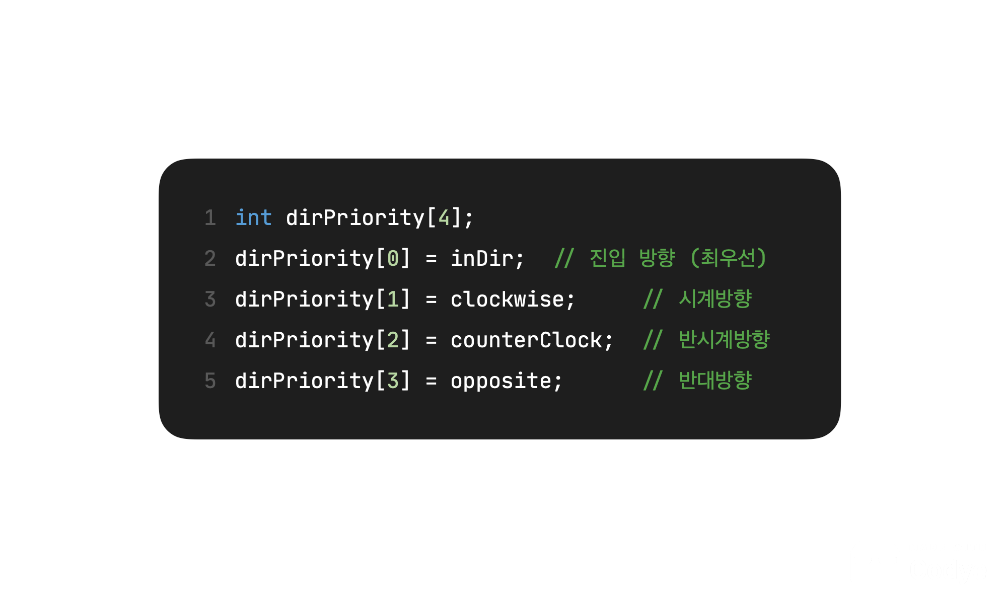 1 int dirPriority[4];
2 dirPriority[0] = inDir;  // 진입 방향 (최우선)
3 dirPriority[1] = clockwise;     // 시계방향
4 dirPriority[2] = counterClock;  // 반시계방향
5 dirPriority[3] = opposite;      // 반대방향